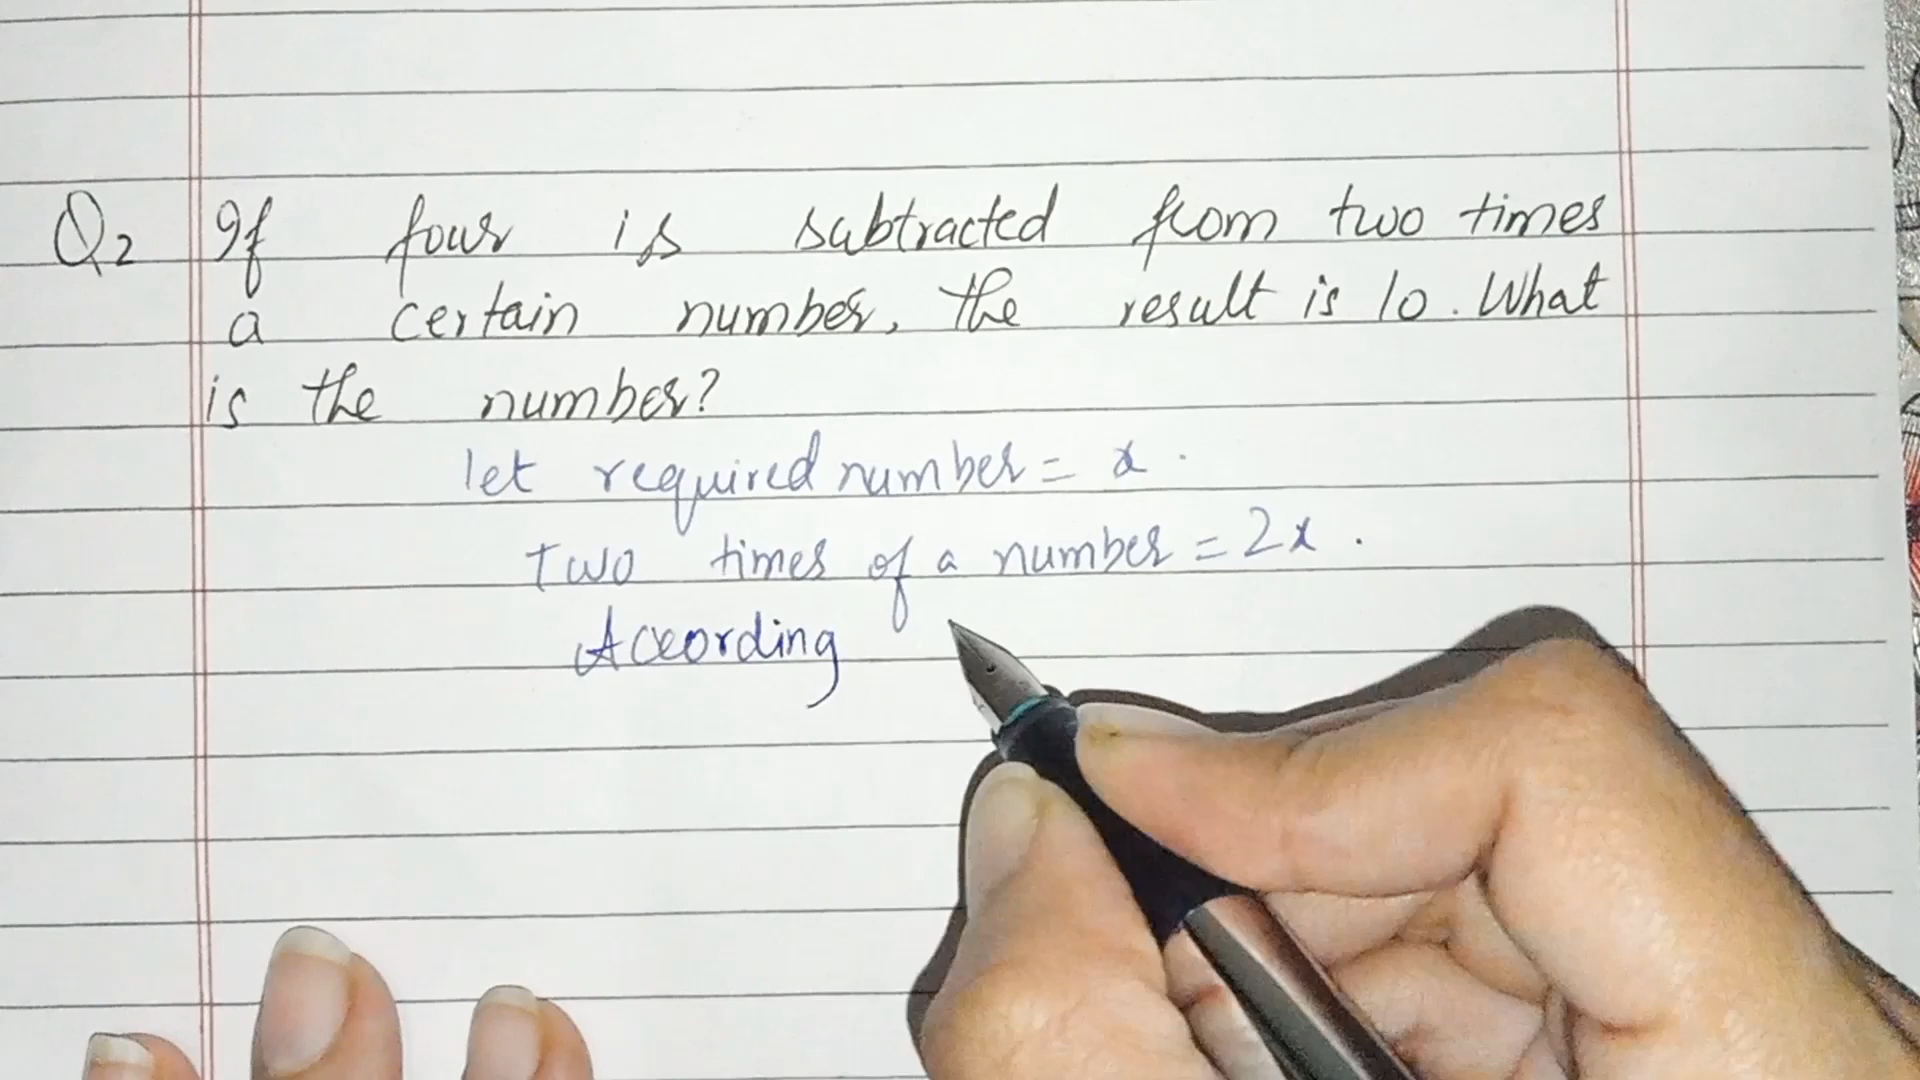 Q2 If four is subtracted from two times
a certain number, the result is 10. What
is the number?
let required number = x.
two times of a number = 2x.
According